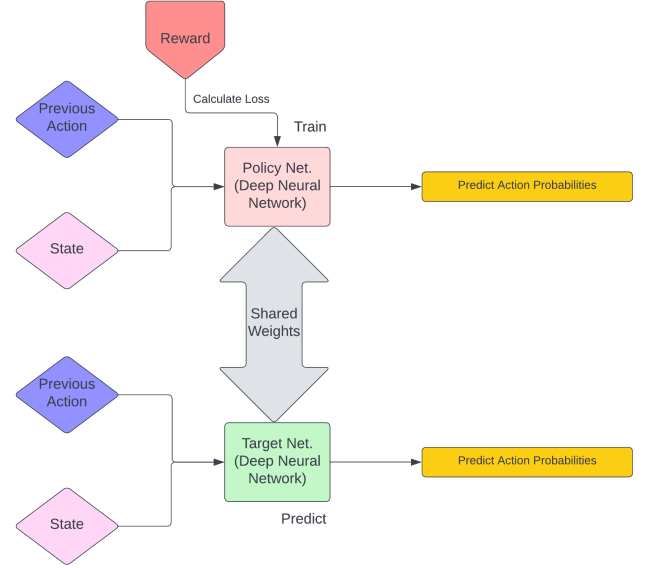 Reward
Calculate Loss
Train
Previous
Action
Policy Net.
(Deep Neural
Network)
Predict Action Probabilities
State
Shared
Weights
Previous
Action
Target Net.
(Deep Neural
Network)
Predict Action Probabilities
State
Predict